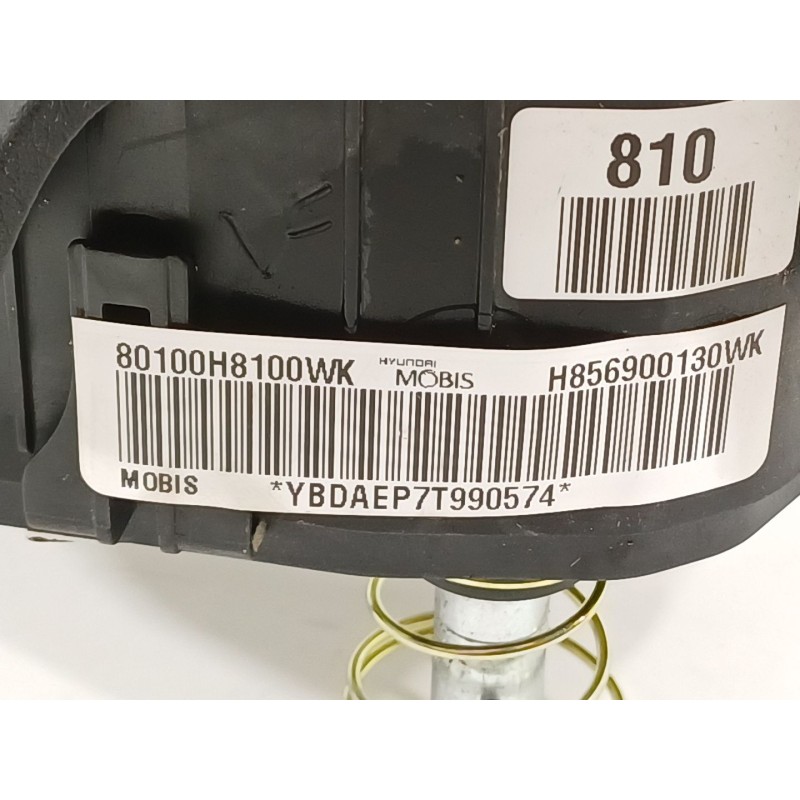 810
80100H8100WK HYUNDAI MOBIS H856900130WK
MOBIS *YBDAEP7T990574*